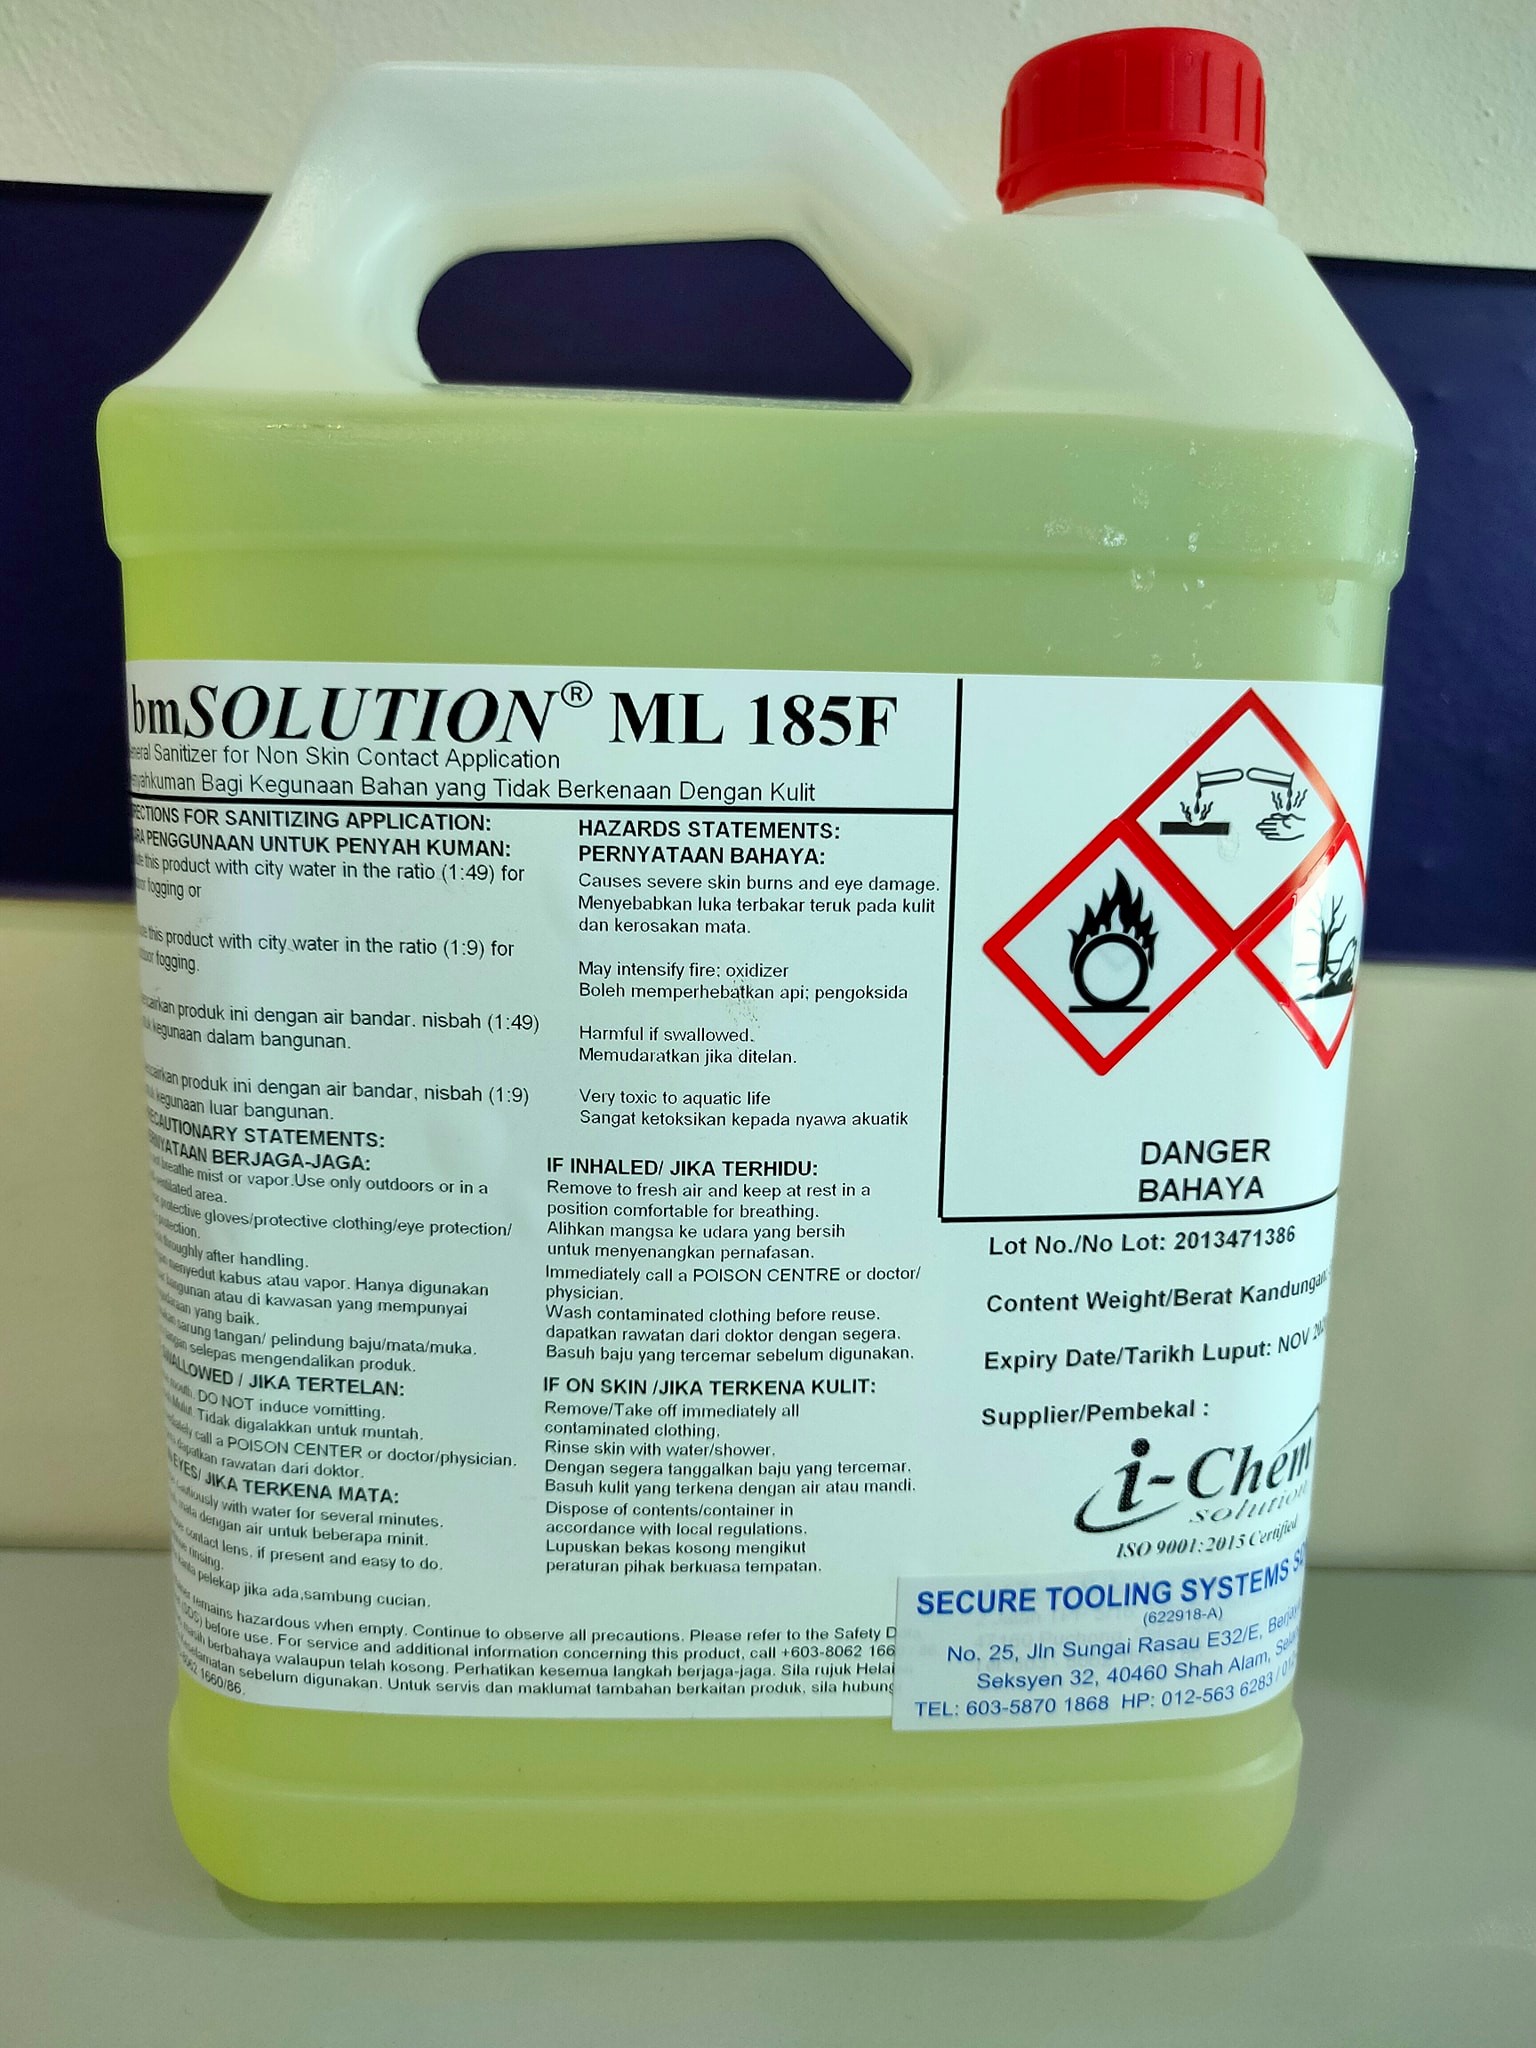 bmSOLUTION® ML 185F
Sanitizer for Non Skin Contact Application
Bagi Kegunaan Bahan yang Tidak Berkenaan Dengan Kulit
FOR SANITIZING APPLICATION:
PENGGUNAAN UNTUK PENYAH KUMAN:
this product with city water in the ratio (1:49) for
fogging or
this product with city water in the ratio (1:9) for
fogging.
produk ini dengan air bandar. nisbah (1:49)
kegunaan dalam bangunan.
produk ini dengan air bandar, nisbah (1:9)
kegunaan luar bangunan.
STATEMENTS:
BERJAGA-JAGA:
breathe mist or vapor.Use only outdoors or in a
area.
protective gloves/protective clothing/eye protection/
after handling.
menyedut kabus atau vapor. Hanya digunakan
atau di kawasan yang mempunyai
yang baik.
sarung tangan/ pelindung baju/mata/muka.
selepas mengendalikan produk.
/ JIKA TERTELAN:
mouth. DO NOT induce vomitting.
Tidak digalakkan untuk muntah.
call a POISON CENTER or doctor/physician.
dapatkan rawatan dari doktor.
EYES/ JIKA TERKENA MATA:
with water for several minutes.
mata dengan air untuk beberapa minit.
contact lens, if present and easy to do.
rinsing.
pelekap jika ada,sambung cucian.
HAZARDS STATEMENTS:
PERNYATAAN BAHAYA:
Causes severe skin burns and eye damage.
Menyebabkan luka terbakar teruk pada kulit
dan kerosakan mata.
May intensify fire; oxidizer
Boleh memperhebatkan api; pengoksida
Harmful if swallowed.
Memudaratkan jika ditelan.
Very toxic to aquatic life
Sangat ketoksikan kepada nyawa akuatik
IF INHALED/ JIKA TERHIDU:
Remove to fresh air and keep at rest in a
position comfortable for breathing.
Alihkan mangsa ke udara yang bersih
untuk menyenangkan pernafasan.
Immediately call a POISON CENTRE or doctor/
physician.
Wash contaminated clothing before reuse.
dapatkan rawatan dari doktor dengan segera.
Basuh baju yang tercemar sebelum digunakan.
IF ON SKIN /JIKA TERKENA KULIT:
Remove/Take off immediately all
contaminated clothing.
Rinse skin with water/shower.
Dengan segera tanggalkan baju yang tercemar.
Basuh kulit yang terkena dengan air atau mandi.
Dispose of contents/container in
accordance with local regulations.
Lupuskan bekas kosong mengikut
peraturan pihak berkuasa tempatan.
remains hazardous when empty. Continue to observe all precautions. Please refer to the Safety
before use. For service and additional information concerning this product, call +603-8062
berbahaya walaupun telah kosong. Perhatikan kesemua langkah berjaga-jaga. Sila rujuk
sebelum digunakan. Untuk servis dan maklumat tambahan berkaitan produk, sila
1660/86.
DANGER
BAHAYA
Lot No./No Lot: 2013471386
Content Weight/Berat Kandungan:
Expiry Date/Tarikh Luput: NOV
Supplier/Pembekal :
i-Chem
solution
ISO 9001:2015 Certified
SECURE TOOLING SYSTEMS
(622918-A)
No. 25, Jln Sungai Rasau E32/E,
Seksyen 32, 40460 Shah Alam,
TEL: 603-5870 1868 HP: 012-563 6283 /